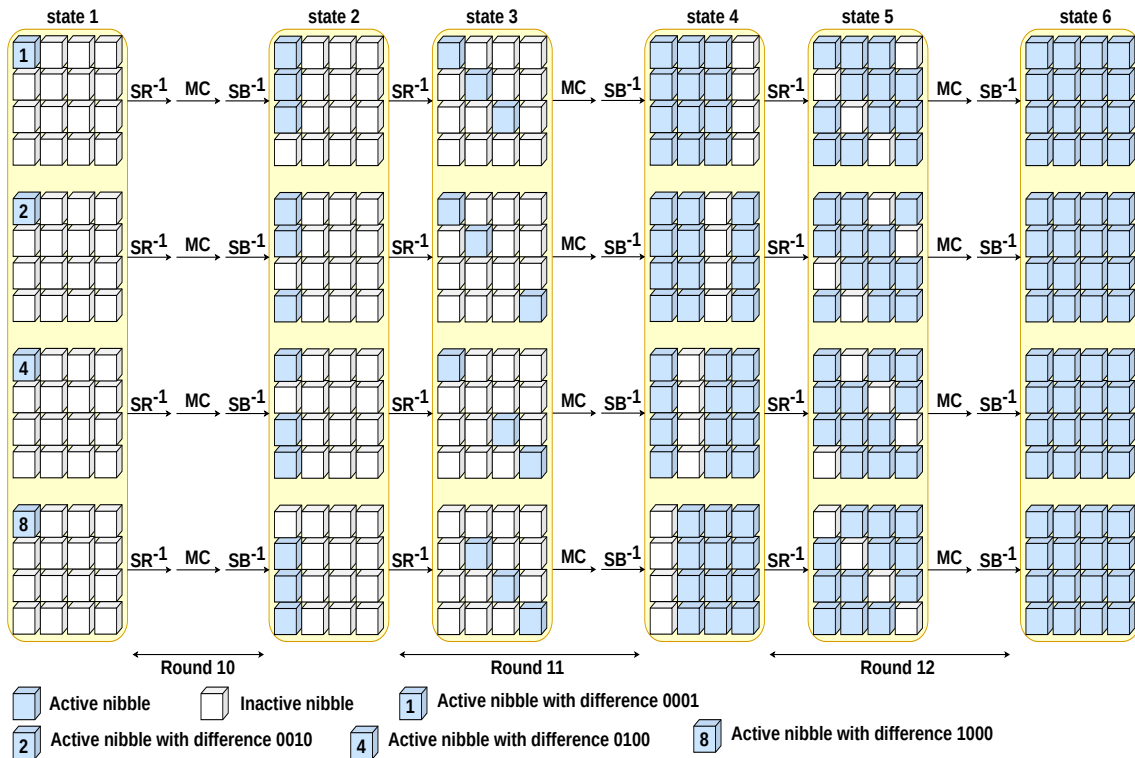 state 1 state 2 state 3 state 4 state 5 state 6
1
SR-1 MC SB-1 SR-1 MC SB-1 SR-1 MC SB-1
2
SR-1 MC SB-1 SR-1 MC SB-1 SR-1 MC SB-1
4
SR-1 MC SB-1 SR-1 MC SB-1 SR-1 MC SB-1
8
SR-1 MC SB-1 SR-1 MC SB-1 SR-1 MC SB-1
Round 10 Round 11 Round 12
Active nibble Inactive nibble 1 Active nibble with difference 0001
2 Active nibble with difference 0010 4 Active nibble with difference 0100 8 Active nibble with difference 1000